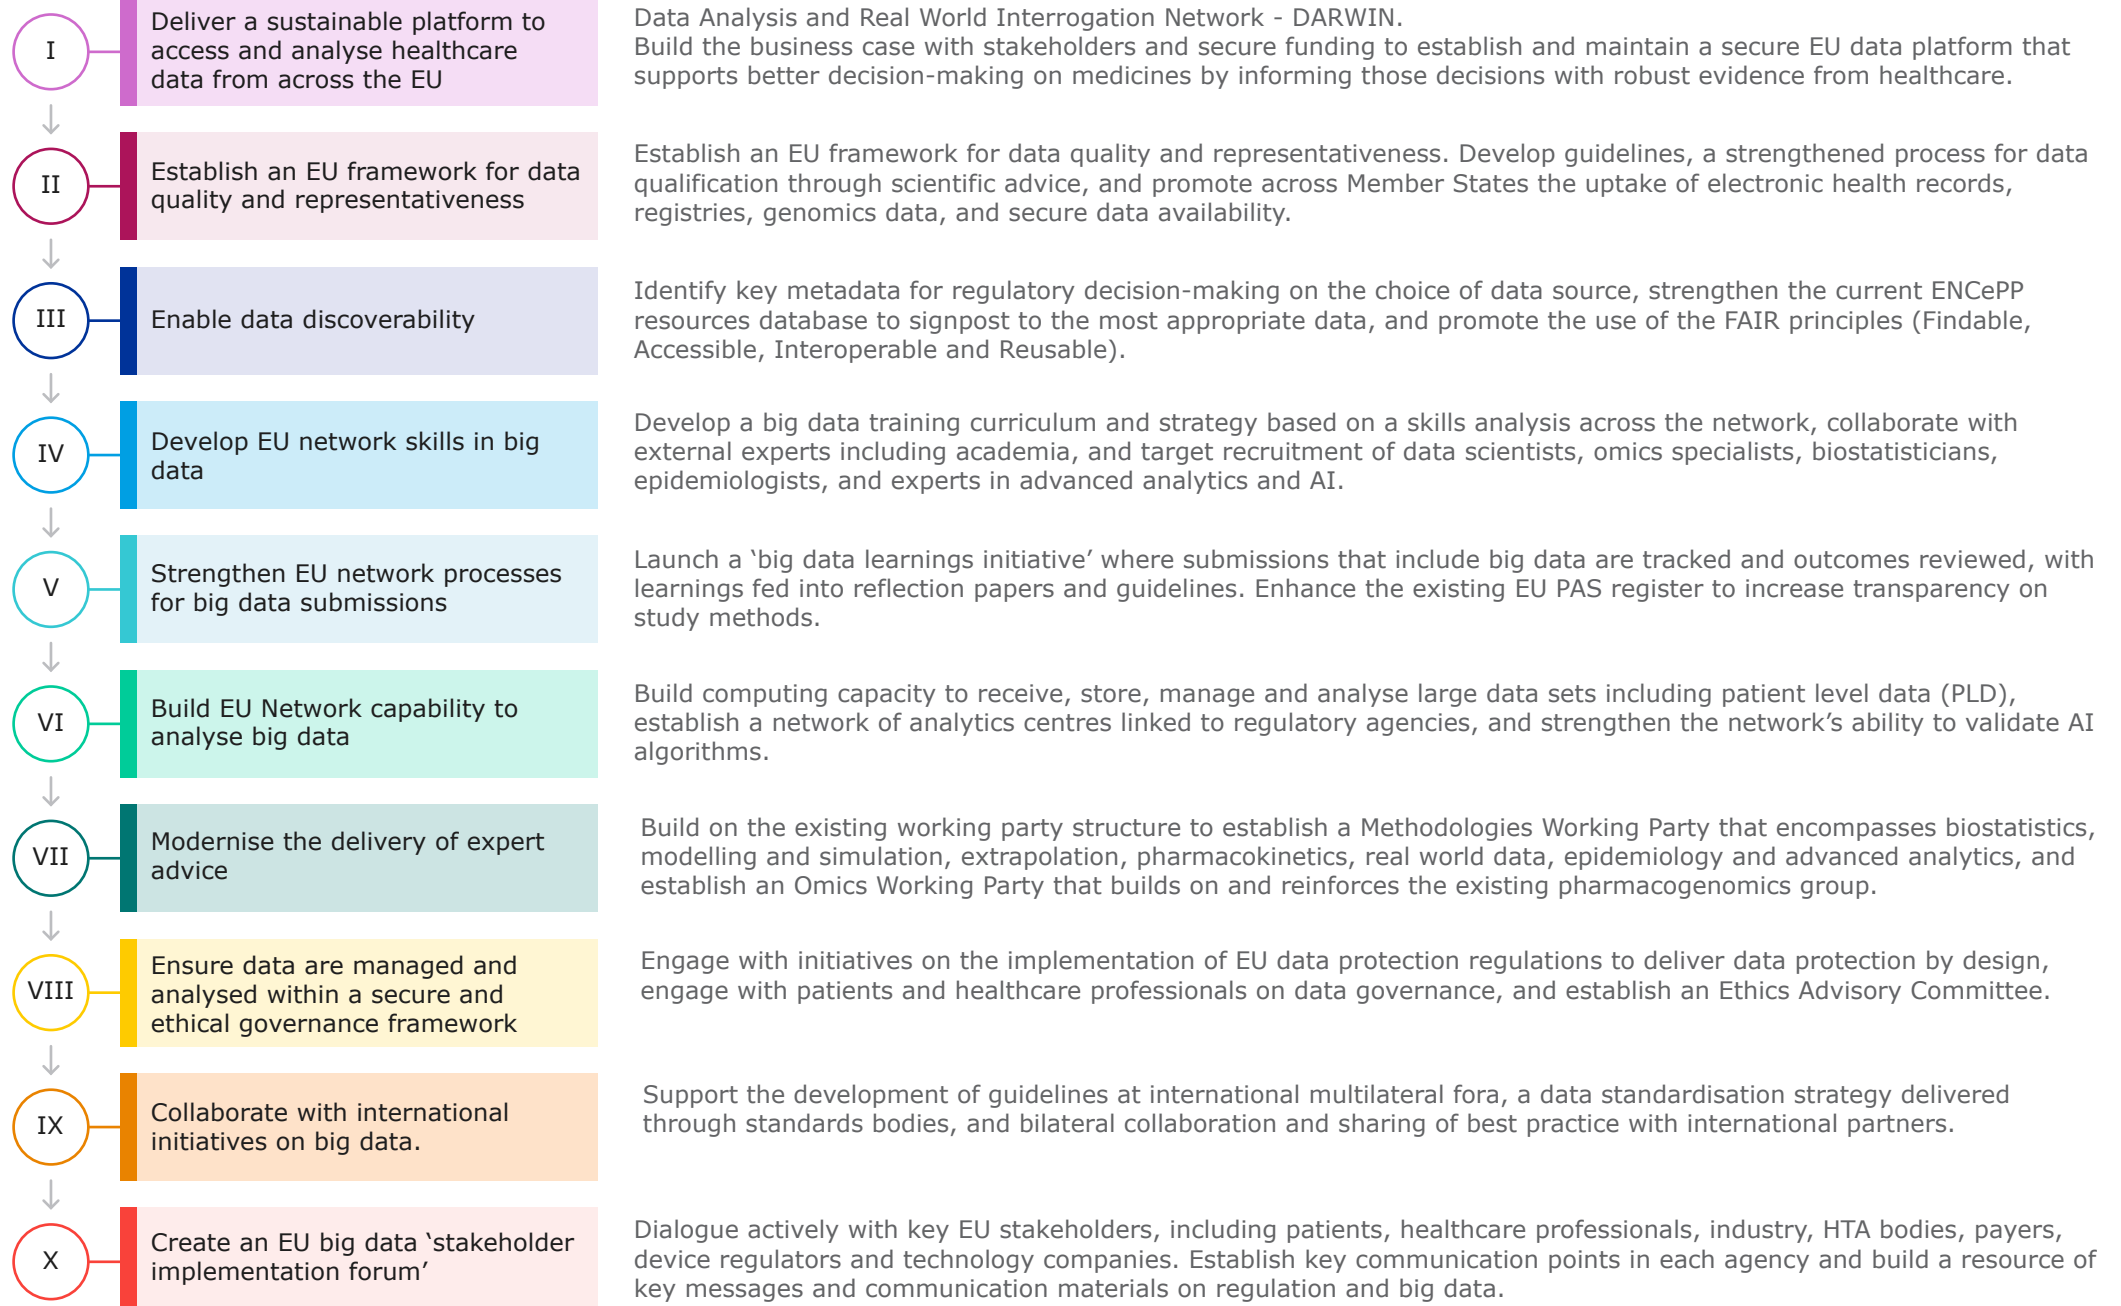 I
Deliver a sustainable platform to
access and analyse healthcare
data from across the EU
Data Analysis and Real World Interrogation Network - DARWIN.
Build the business case with stakeholders and secure funding to establish and maintain a secure EU data platform that
supports better decision-making on medicines by informing those decisions with robust evidence from healthcare.
II
Establish an EU framework for data
quality and representativeness
Establish an EU framework for data quality and representativeness. Develop guidelines, a strengthened process for data
qualification through scientific advice, and promote across Member States the uptake of electronic health records,
registries, genomics data, and secure data availability.
III
Enable data discoverability
Identify key metadata for regulatory decision-making on the choice of data source, strengthen the current ENCePP
resources database to signpost to the most appropriate data, and promote the use of the FAIR principles (Findable,
Accessible, Interoperable and Reusable).
IV
Develop EU network skills in big
data
Develop a big data training curriculum and strategy based on a skills analysis across the network, collaborate with
external experts including academia, and target recruitment of data scientists, omics specialists, biostatisticians,
epidemiologists, and experts in advanced analytics and AI.
V
Strengthen EU network processes
for big data submissions
Launch a ‘big data learnings initiative’ where submissions that include big data are tracked and outcomes reviewed, with
learnings fed into reflection papers and guidelines. Enhance the existing EU PAS register to increase transparency on
study methods.
VI
Build EU Network capability to
analyse big data
Build computing capacity to receive, store, manage and analyse large data sets including patient level data (PLD),
establish a network of analytics centres linked to regulatory agencies, and strengthen the network’s ability to validate AI
algorithms.
VII
Modernise the delivery of expert
advice
Build on the existing working party structure to establish a Methodologies Working Party that encompasses biostatistics,
modelling and simulation, extrapolation, pharmacokinetics, real world data, epidemiology and advanced analytics, and
establish an Omics Working Party that builds on and reinforces the existing pharmacogenomics group.
VIII
Ensure data are managed and
analysed within a secure and
ethical governance framework
Engage with initiatives on the implementation of EU data protection regulations to deliver data protection by design,
engage with patients and healthcare professionals on data governance, and establish an Ethics Advisory Committee.
IX
Collaborate with international
initiatives on big data.
Support the development of guidelines at international multilateral fora, a data standardisation strategy delivered
through standards bodies, and bilateral collaboration and sharing of best practice with international partners.
X
Create an EU big data ‘stakeholder
implementation forum’
Dialogue actively with key EU stakeholders, including patients, healthcare professionals, industry, HTA bodies, payers,
device regulators and technology companies. Establish key communication points in each agency and build a resource of
key messages and communication materials on regulation and big data.